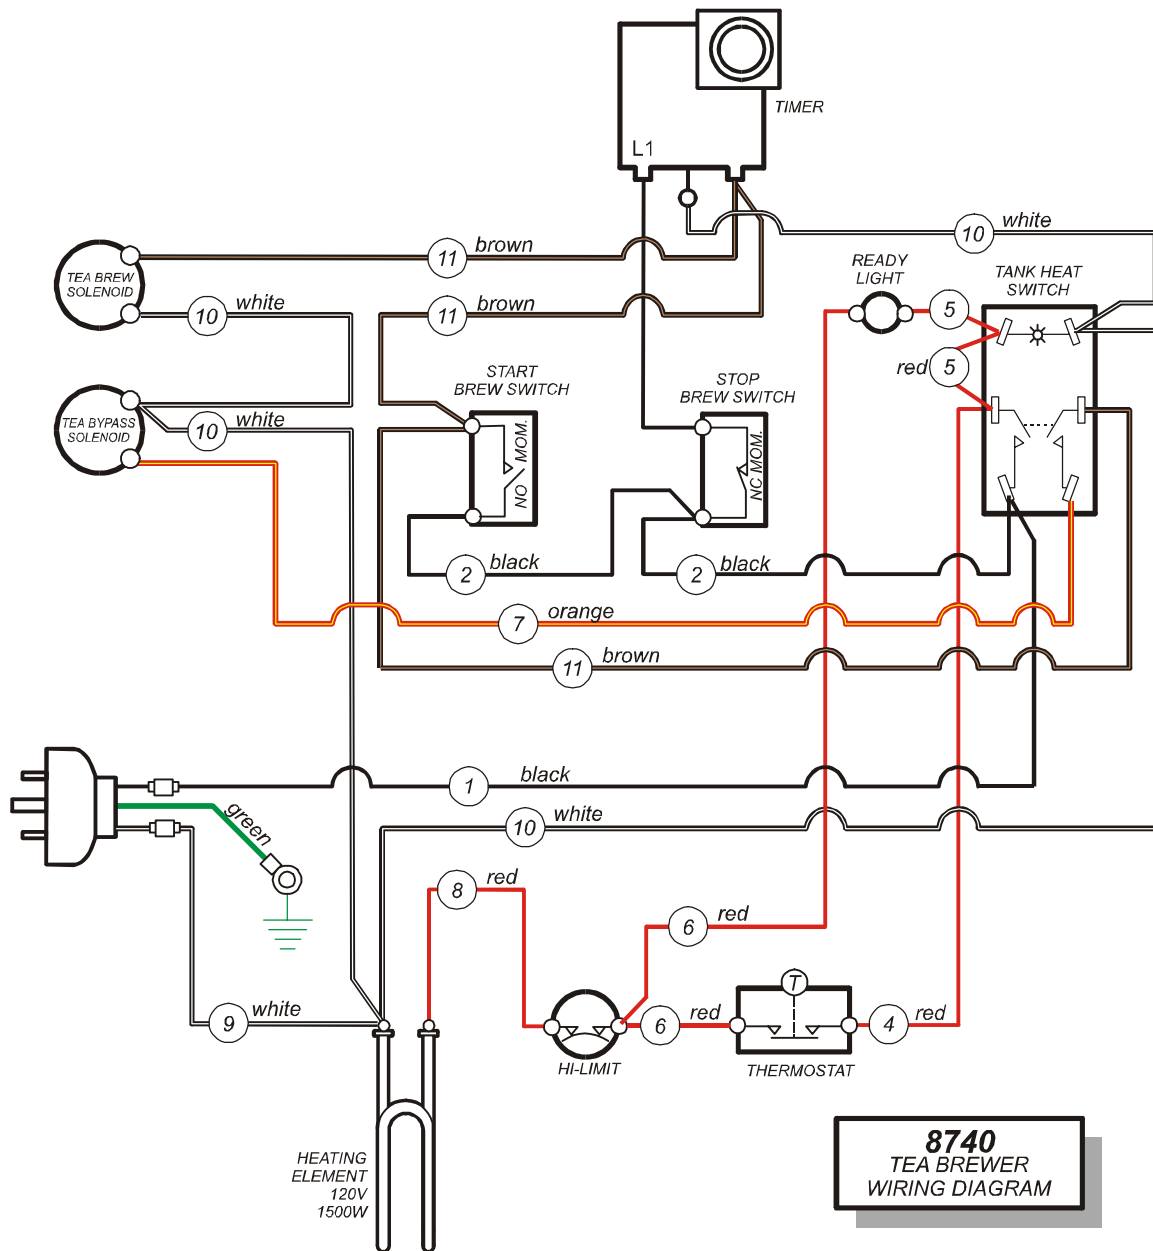 TIMER
L1
10 white
11 brown
READY
LIGHT
TANK HEAT
SWITCH
TEA BREW
SOLENOID
10 white
11 brown
5
red 5
START
BREW SWITCH
STOP
BREW SWITCH
TEA BYPASS
SOLENOID
10 white
NO MOM.
NC MOM.
2 black
2 black
7 orange
11 brown
1 black
green
10 white
8 red
6 red
T
9 white
6 red
4 red
HI-LIMIT
THERMOSTAT
HEATING
ELEMENT
120V
1500W
8740
TEA BREWER
WIRING DIAGRAM